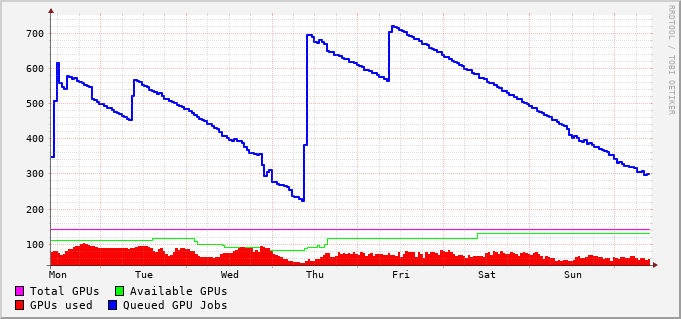 700
600
500
400
300
200
100
Mon Tue Wed Thu Fri Sat Sun
Total GPUs Available GPUs
GPUs used Queued GPU Jobs
RRDTOOL / TOBI OETIKER